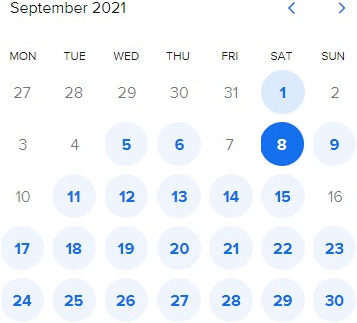 September 2021
MON TUE WED THU FRI SAT SUN
27 28 29 30 31 1 2
3 4 5 6 7 8 9
10 11 12 13 14 15 16
17 18 19 20 21 22 23
24 25 26 27 28 29 30